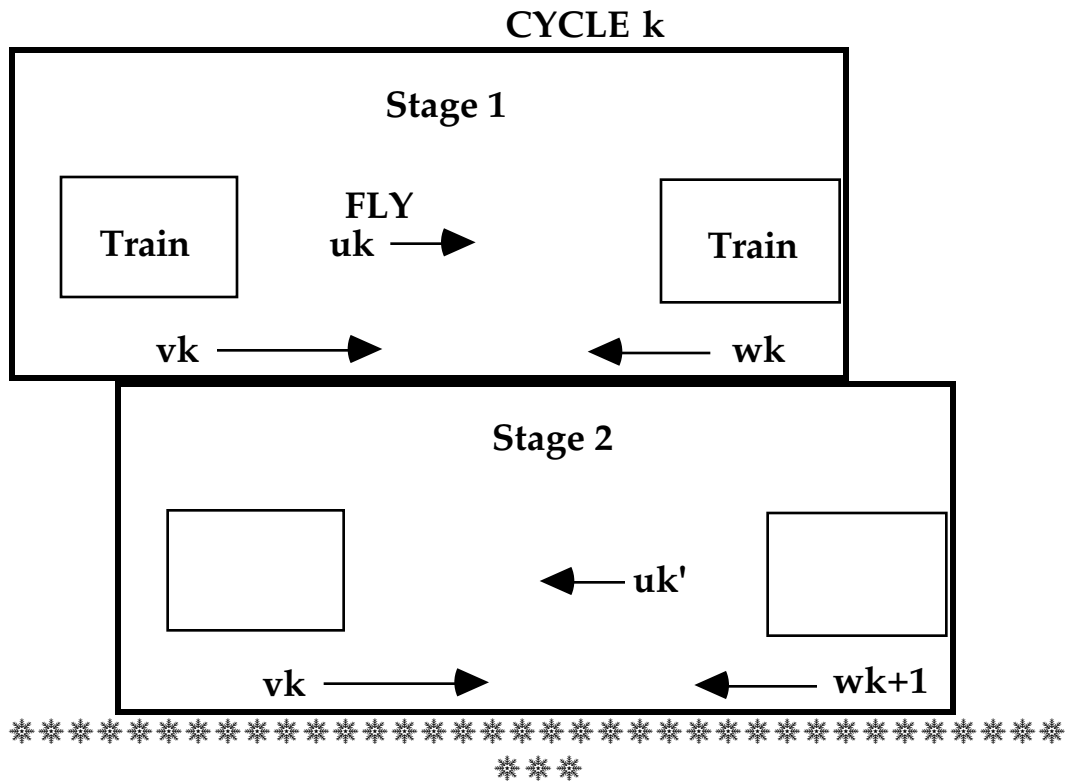 CYCLE k
Stage 1
FLY
Train uk Train
vk wk
Stage 2
uk'
vk wk+1